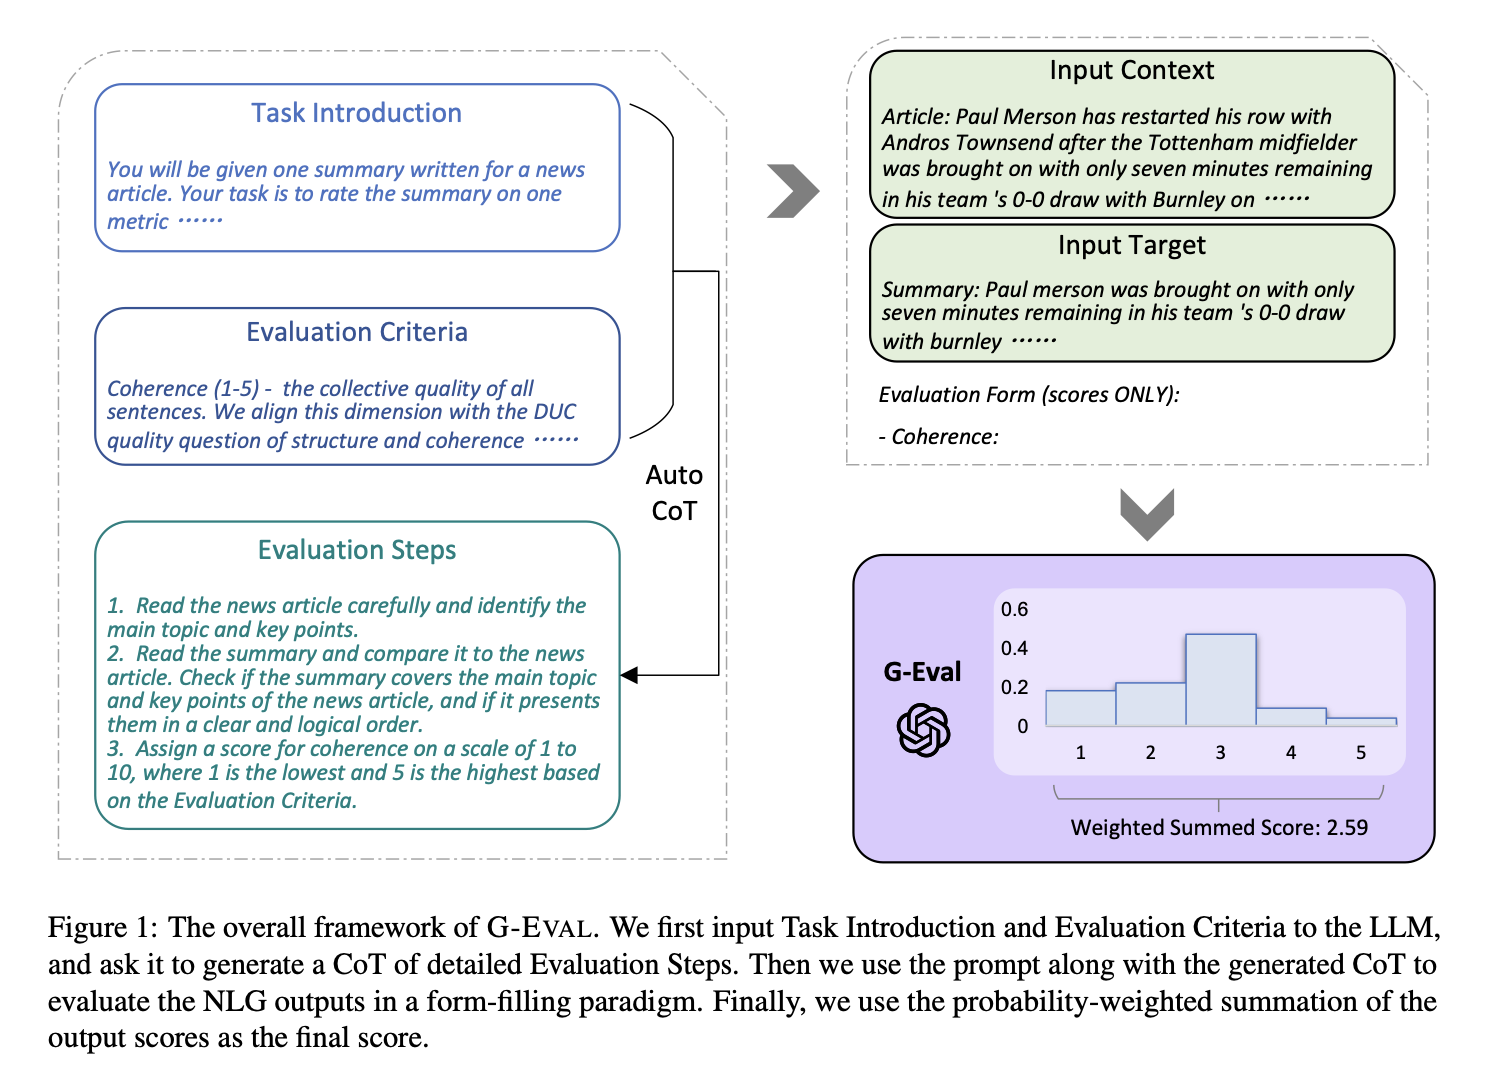 Task Introduction
You will be given one summary written for a news
article. Your task is to rate the summary on one
metric ⋯⋯
Evaluation Criteria
Coherence (1-5) - the collective quality of all
sentences. We align this dimension with the DUC
quality question of structure and coherence ⋯⋯
Auto
CoT
Evaluation Steps
1. Read the news article carefully and identify the
main topic and key points.
2. Read the summary and compare it to the news
article. Check if the summary covers the main topic
and key points of the news article, and if it presents
them in a clear and logical order.
3. Assign a score for coherence on a scale of 1 to
10, where 1 is the lowest and 5 is the highest based
on the Evaluation Criteria.
Input Context
Article: Paul Merson has restarted his row with
Andros Townsend after the Tottenham midfielder
was brought on with only seven minutes remaining
in his team 's 0-0 draw with Burnley on ⋯⋯
Input Target
Summary: Paul merson was brought on with only
seven minutes remaining in his team 's 0-0 draw
with burnley ⋯⋯
Evaluation Form (scores ONLY):
- Coherence:
G-Eval
0.6
0.4
0.2
0
1 2 3 4 5
Weighted Summed Score: 2.59
Figure 1: The overall framework of G-EVAL. We first input Task Introduction and Evaluation Criteria to the LLM,
and ask it to generate a CoT of detailed Evaluation Steps. Then we use the prompt along with the generated CoT to
evaluate the NLG outputs in a form-filling paradigm. Finally, we use the probability-weighted summation of the
output scores as the final score.